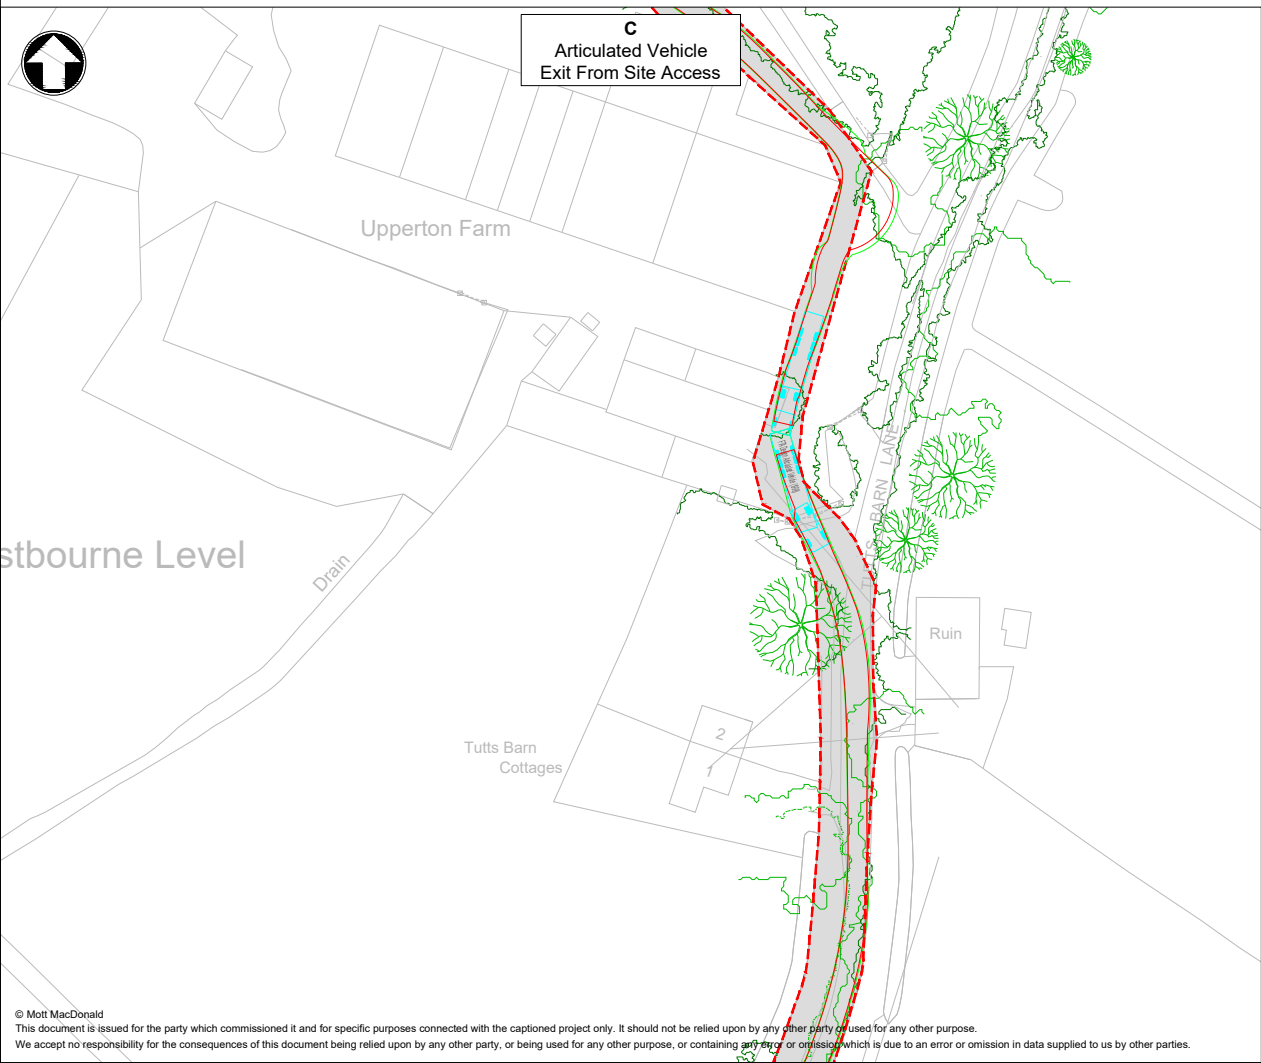 C
Articulated Vehicle
Exit From Site Access
Upperton Farm
TUTTS BARN LANE
stbourne Level
Drain
Ruin
2
Tutts Barn
Cottages
1
© Mott MacDonald
This document is issued for the party which commissioned it and for specific purposes connected with the captioned project only. It should not be relied upon by any other party or used for any other purpose.
We accept no responsibility for the consequences of this document being relied upon by any other party, or being used for any other purpose, or containing any error or omission which is due to an error or omission in data supplied to us by other parties.